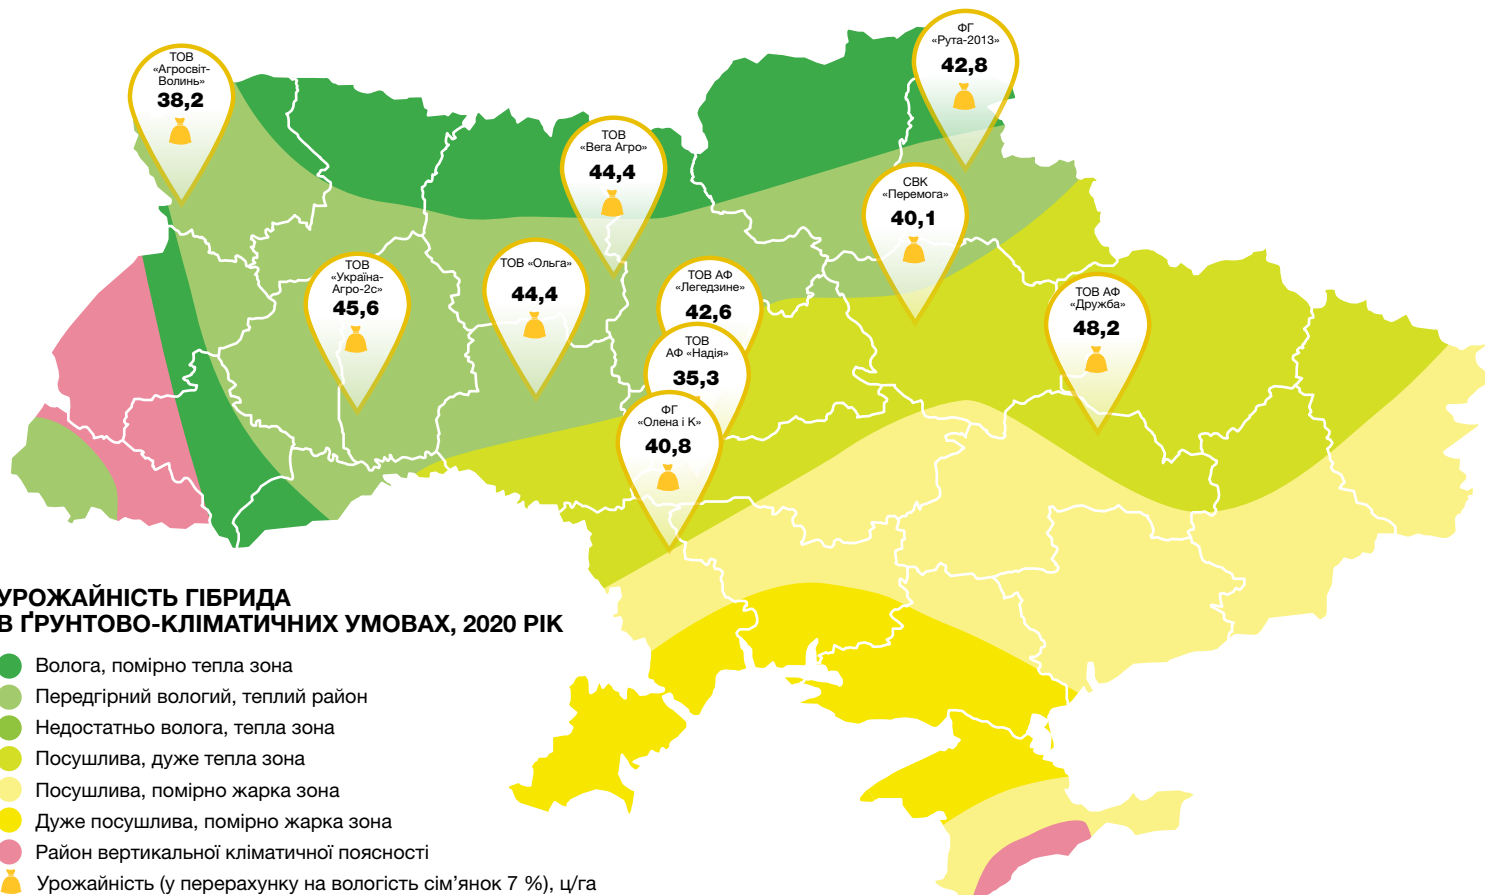 ТОВ
«Агросвіт-
Волинь»
38,2
ФГ
«Рута-2013»
42,8
ТОВ
«Вега Агро»
44,4
СВК
«Перемога»
40,1
ТОВ
«Україна-
Агро-2с»
45,6
ТОВ «Ольга»
44,4
ТОВ АФ
«Легедзине»
42,6
ТОВ
АФ «Надія»
35,3
ФГ
«Олена і К»
40,8
ТОВ АФ
«Дружба»
48,2
УРОЖАЙНІСТЬ ГІБРИДА
В ҐРУНТОВО-КЛІМАТИЧНИХ УМОВАХ, 2020 РІК
Волога, помірно тепла зона
Передгірний вологий, теплий район
Недостатньо волога, тепла зона
Посушлива, дуже тепла зона
Посушлива, помірно жарка зона
Дуже посушлива, помірно жарка зона
Район вертикальної кліматичної поясності
Урожайність (у перерахунку на вологість сім’янок 7 %), ц/га